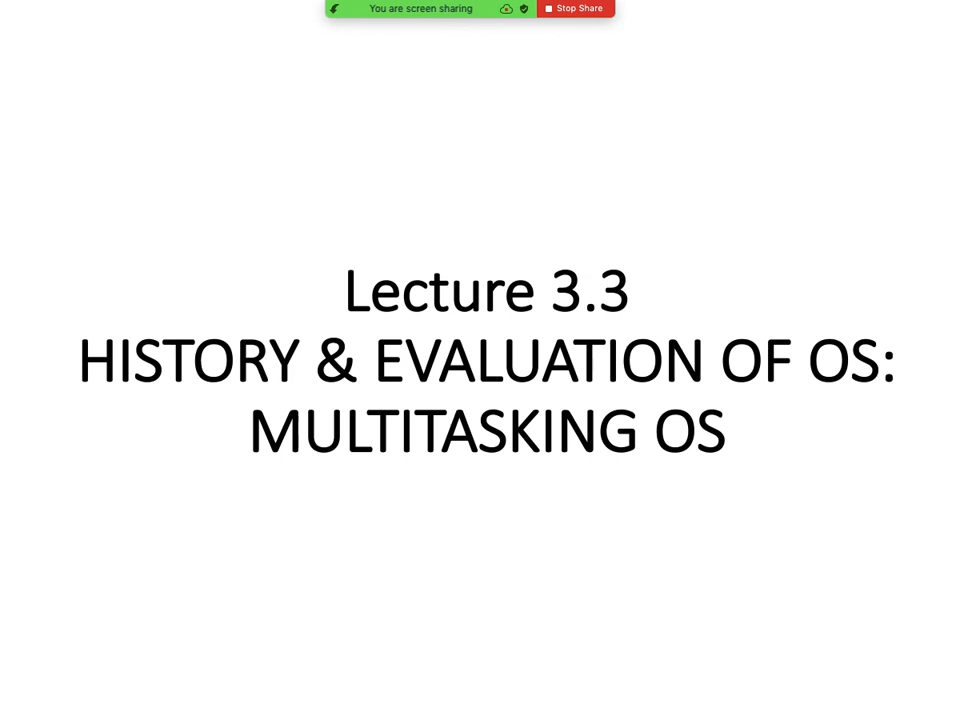 You are screen sharing
Stop Share
Lecture 3.3
HISTORY & EVALUATION OF OS:
MULTITASKING OS